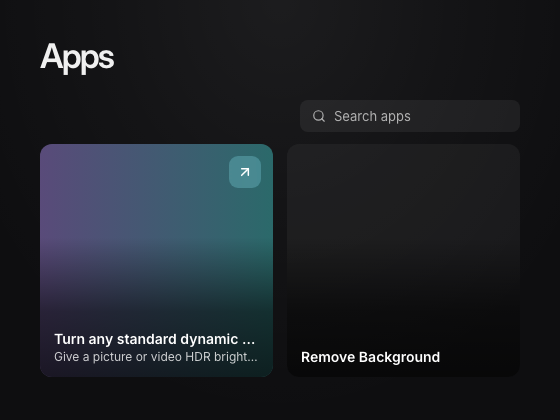 Apps
Search apps
Turn any standard dynamic ...
Give a picture or video HDR bright...
Remove Background